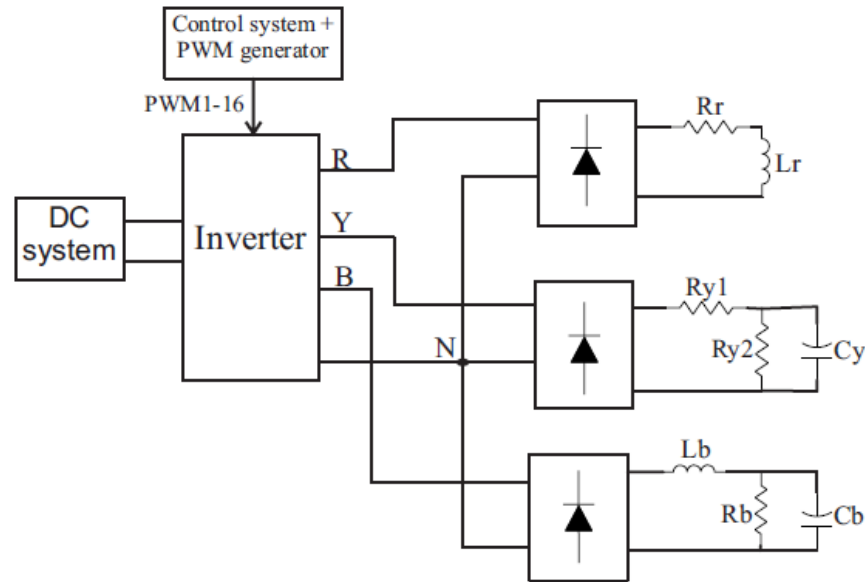 Control system +
PWM generator
PWM1-16
DC
system
Inverter
R
Y
B
N
Rr
Lr
Ry1
Ry2
Cy
Lb
Rb
Cb